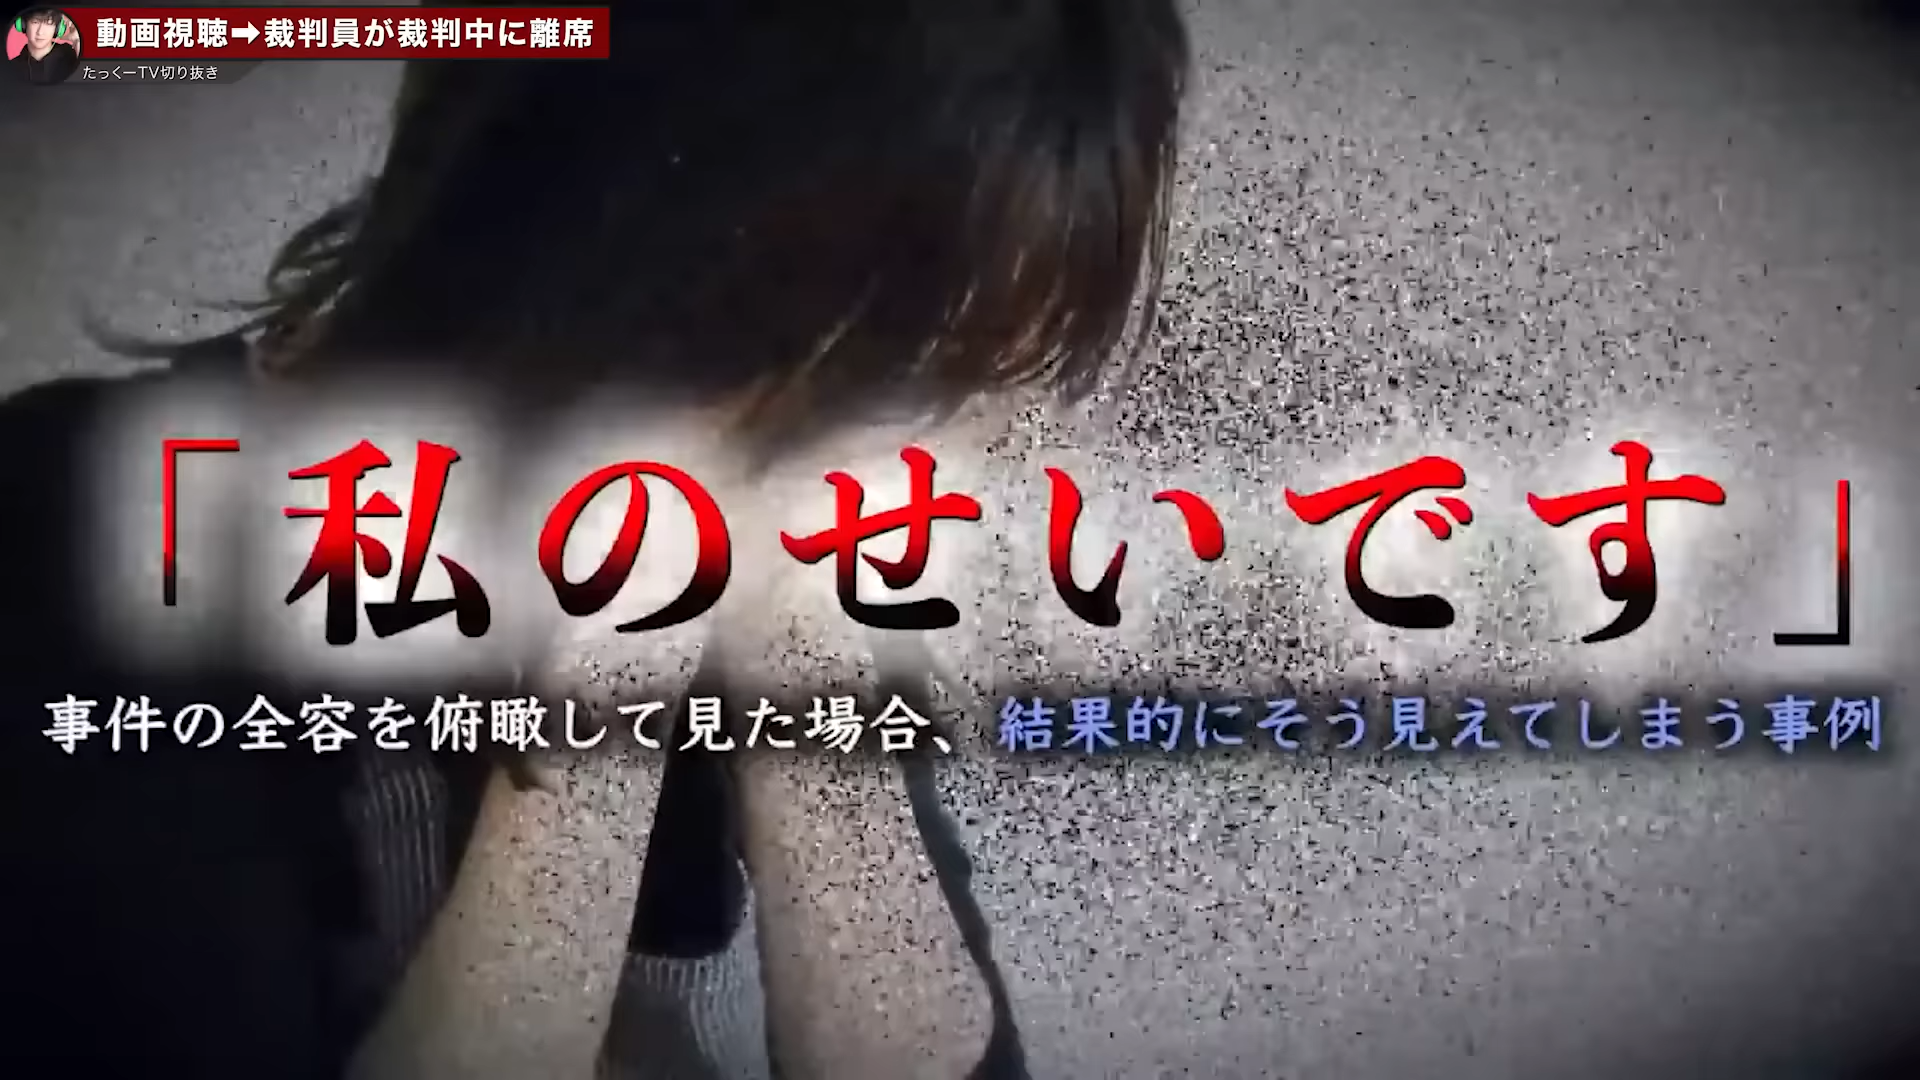 動画視聴➡裁判員が裁判中に離席
たっくーTV切り抜き
「私のせいです」
事件の全容を俯瞰して見た場合、結果的にそう見えてしまう事例